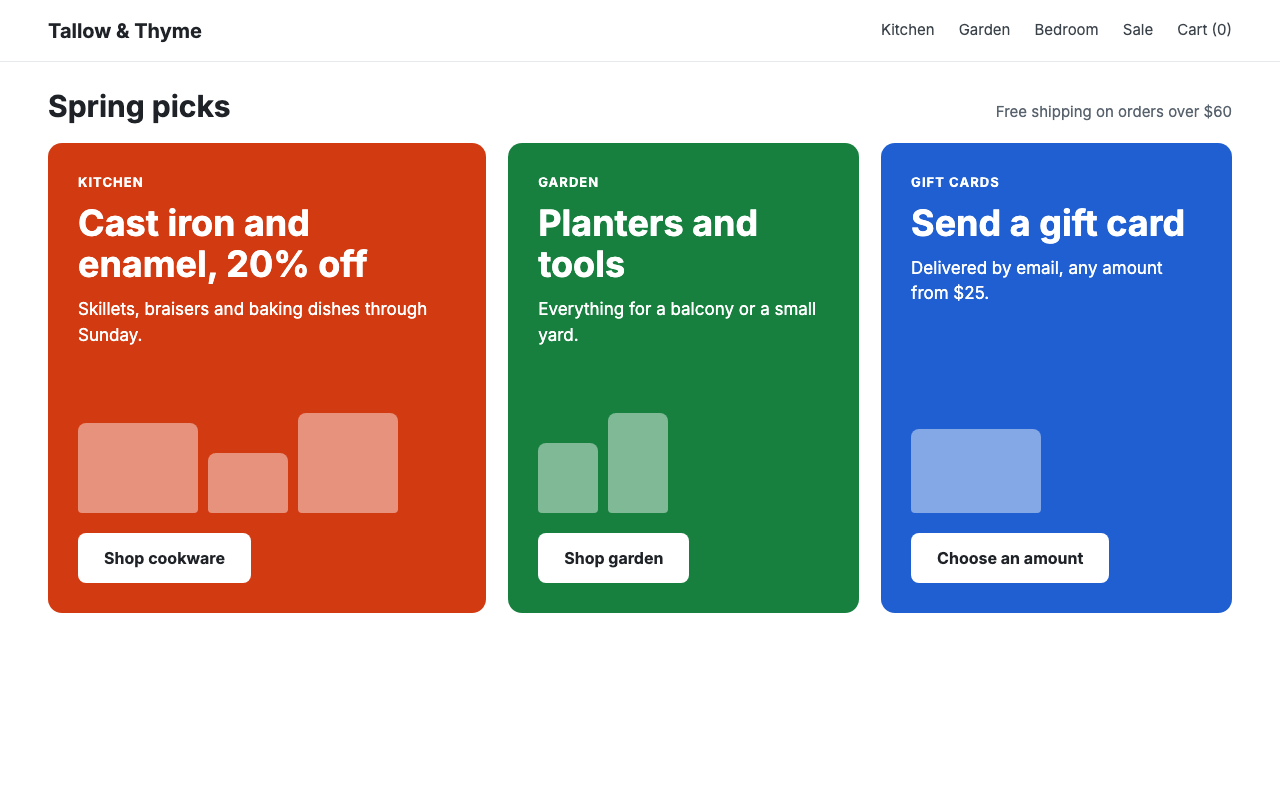 Tallow & Thyme
Kitchen Garden Bedroom Sale Cart (0)
Spring picks
Free shipping on orders over $60
KITCHEN
Cast iron and
enamel, 20% off
Skillets, braisers and baking dishes through
Sunday.
Shop cookware
GARDEN
Planters and
tools
Everything for a balcony or a small
yard.
Shop garden
GIFT CARDS
Send a gift card
Delivered by email, any amount
from $25.
Choose an amount